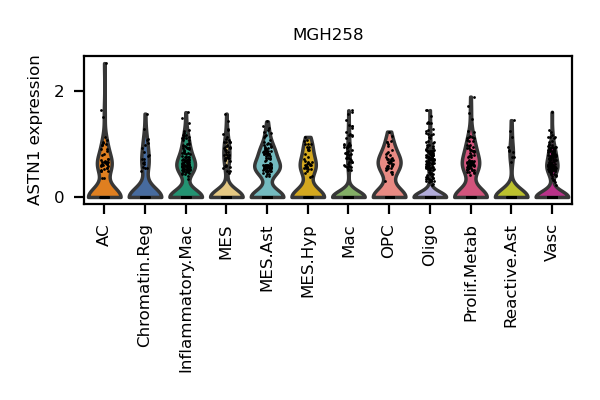 MGH258
ASTN1 expression
2
0
AC
Chromatin.Reg
Inflammatory.Mac
MES
MES.Ast
MES.Hyp
Mac
OPC
Oligo
Prolif.Metab
Reactive.Ast
Vasc